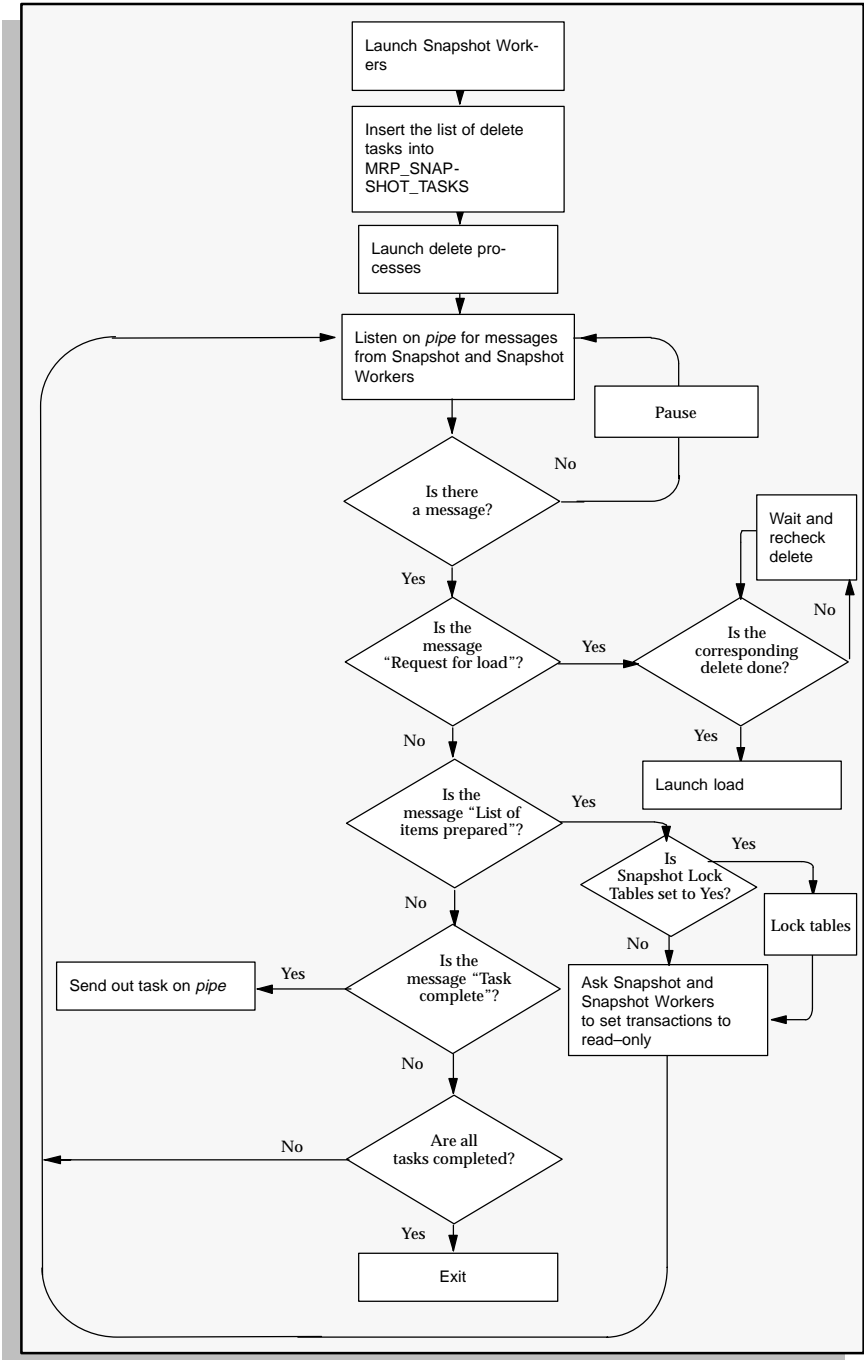 Launch Snapshot Work-
ers
Insert the list of delete
tasks into
MRP_SNAP-
SHOT_TASKS
Launch delete pro-
cesses
Listen on pipe for messages
from Snapshot and Snapshot
Workers
Pause
No
Is there
a message?
Wait and
recheck
delete
Yes
No
Is the
message
“Request for load”?
Yes
Is the
corresponding
delete done?
No
Yes
Launch load
Is the
message “List of
items prepared”?
Yes
Is
Snapshot Lock
Tables set to Yes?
Yes
Lock tables
No
No
Is the
message “Task
complete”?
Yes
Send out task on pipe
Ask Snapshot and
Snapshot Workers
to set transactions to
read–only
No
Are all
tasks completed?
No
Yes
Exit